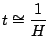 t ≅ 1/H